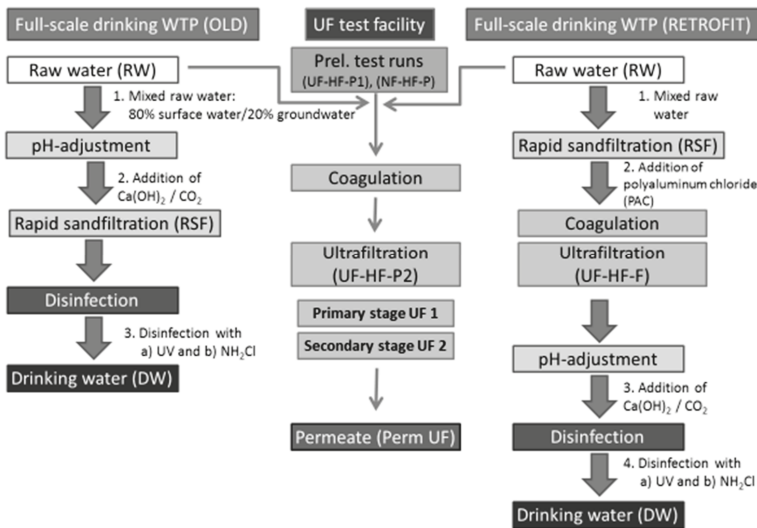 Full-scale drinking WTP (OLD)
Raw water (RW)
1. Mixed raw water:
80% surface water/20% groundwater
pH-adjustment
2. Addition of
Ca(OH)₂ / CO₂
Rapid sandfiltration (RSF)
Disinfection
3. Disinfection with
a) UV and b) NH₂Cl
Drinking water (DW)
UF test facility
Prel. test runs
(UF-HF-P1), (NF-HF-P)
Coagulation
Ultrafiltration
(UF-HF-P2)
Primary stage UF 1
Secondary stage UF 2
Permeate (Perm UF)
Full-scale drinking WTP (RETROFIT)
Raw water (RW)
1. Mixed raw
water
Rapid sandfiltration (RSF)
2. Addition of
polyaluminum chloride
(PAC)
Coagulation
Ultrafiltration
(UF-HF-F)
pH-adjustment
3. Addition of
Ca(OH)₂ / CO₂
Disinfection
4. Disinfection with
a) UV and b) NH₂Cl
Drinking water (DW)